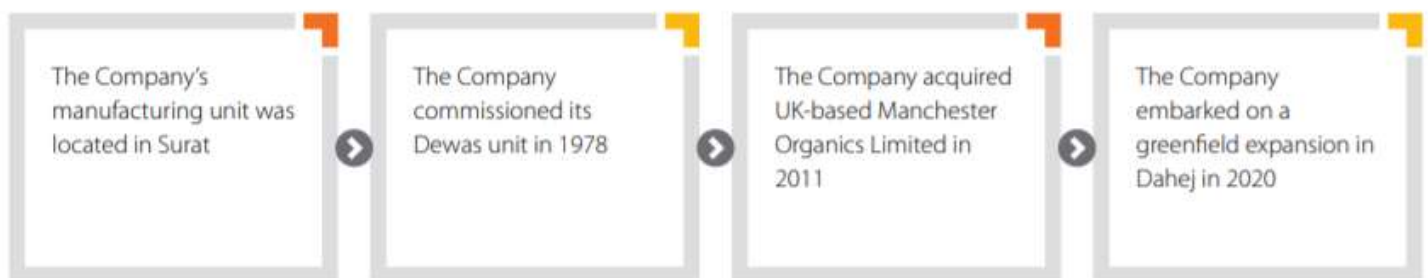 The Company's
manufacturing unit was
located in Surat
The Company
commissioned its
Dewas unit in 1978
The Company acquired
UK-based Manchester
Organics Limited in
2011
The Company
embarked on a
greenfield expansion in
Dahej in 2020